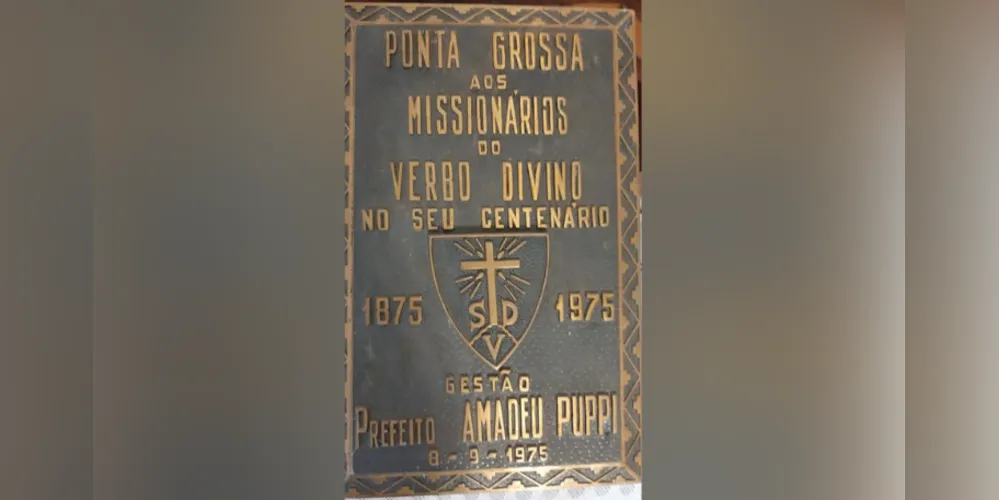 PONTA GROSSA
AOS
MISSIONÁRIOS
DO
VERBO DIVINO
NO SEU CENTENÁRIO
1875 SVD 1975
GESTÃO
PREFEITO AMADEU PUPPI
8-9-1975